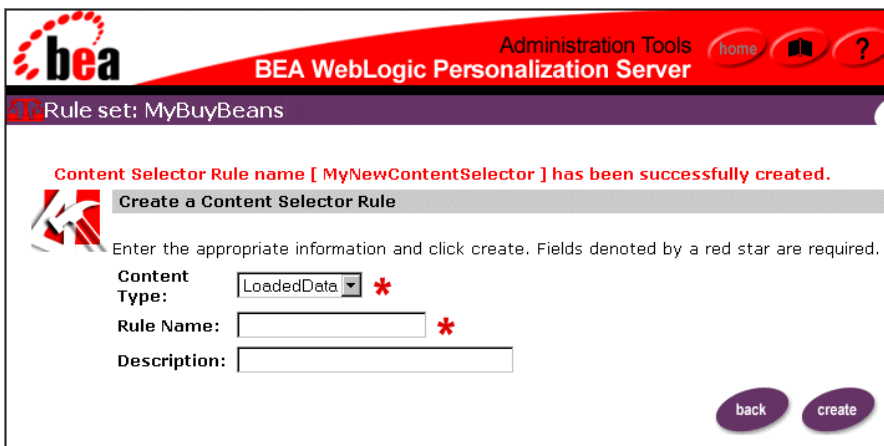 bea
Administration Tools
BEA WebLogic Personalization Server
home
?
Rule set: MyBuyBeans
Content Selector Rule name [ MyNewContentSelector ] has been successfully created.
Create a Content Selector Rule
Enter the appropriate information and click create. Fields denoted by a red star are required.
Content
Type:
LoadedData
*
Rule Name:
*
Description:
back
create